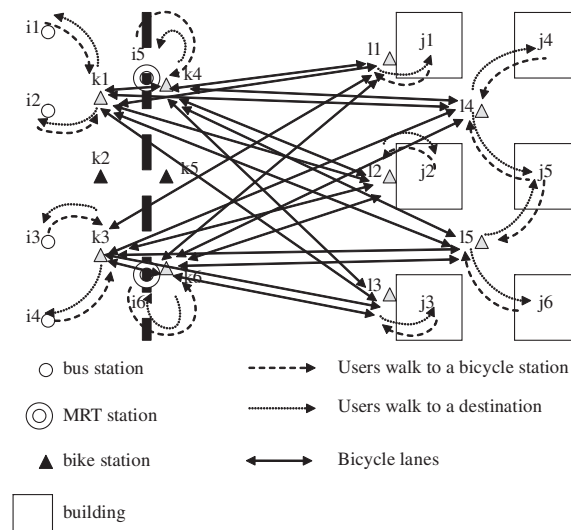 i1
i5
k4
l1
j1
j4
k1
i2
l4
k2
k5
l2
j2
j5
i3
k3
l5
i6
k6
l3
j3
j6
i4
bus station
Users walk to a bicycle station
MRT station
Users walk to a destination
bike station
Bicycle lanes
building